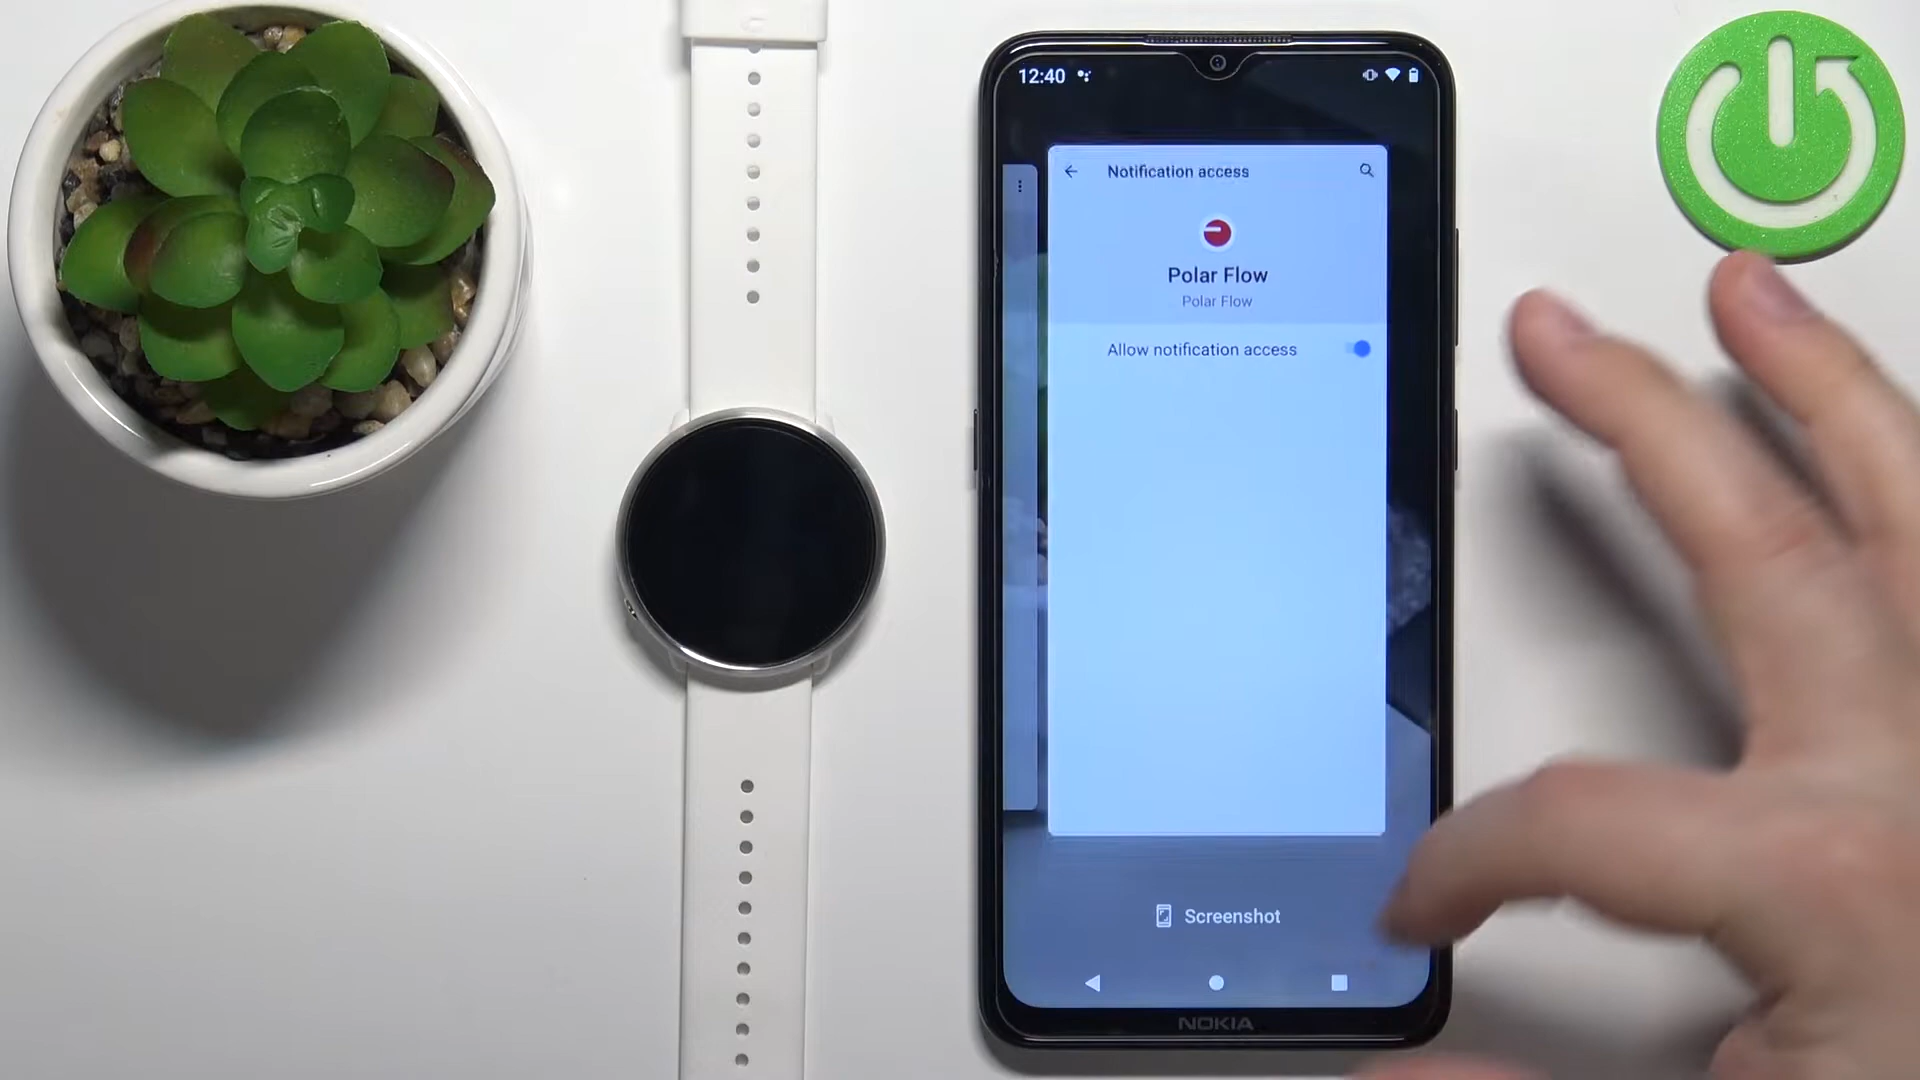 12:40
Notification access
Polar Flow
Polar Flow
Allow notification access
Screenshot
NOKIA